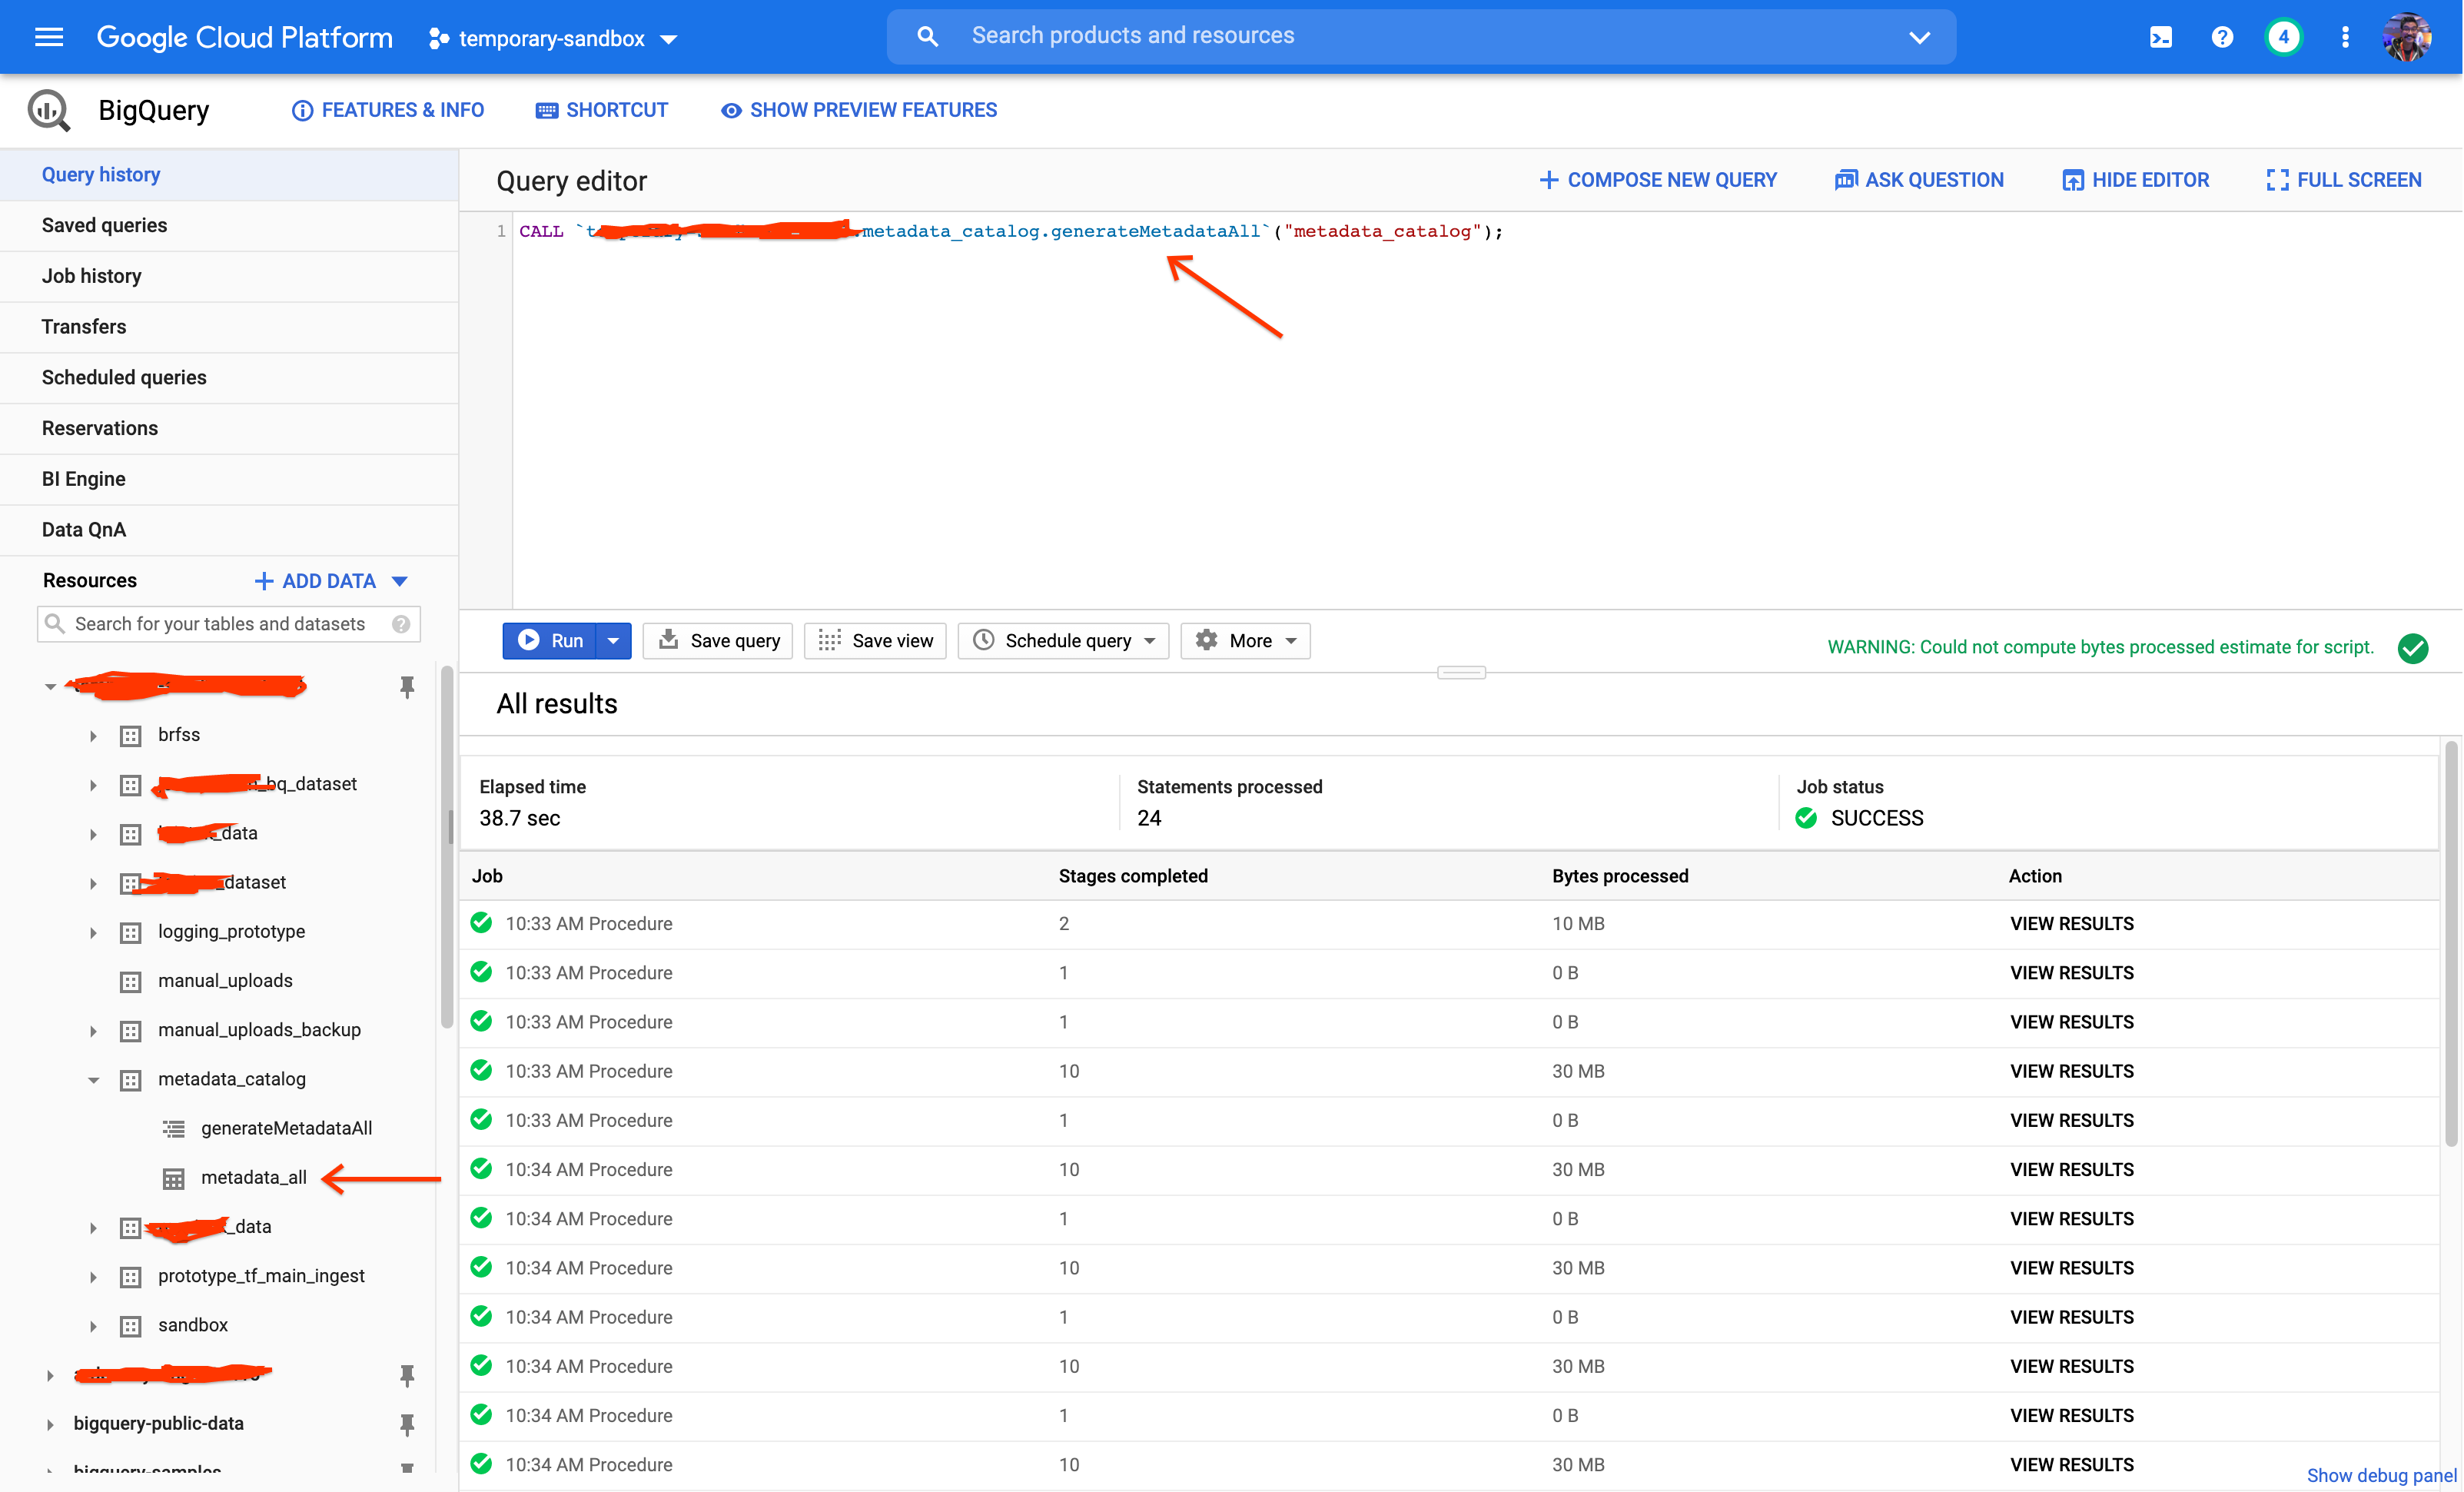 Google Cloud Platform
temporary-sandbox
Search products and resources
4
BigQuery
FEATURES & INFO
SHORTCUT
SHOW PREVIEW FEATURES
Query history
Saved queries
Job history
Transfers
Scheduled queries
Reservations
BI Engine
Data QnA
Resources
ADD DATA
Search for your tables and datasets
brfss
_bq_dataset
_data
dataset
logging_prototype
manual_uploads
manual_uploads_backup
metadata_catalog
generateMetadataAll
metadata_all
_data
prototype_tf_main_ingest
sandbox
bigquery-public-data
bigquery-samples
Query editor
COMPOSE NEW QUERY
ASK QUESTION
HIDE EDITOR
FULL SCREEN
1 CALL `t .metadata_catalog.generateMetadataAll`("metadata_catalog");
Run
Save query
Save view
Schedule query
More
WARNING: Could not compute bytes processed estimate for script.
All results
Elapsed time
38.7 sec
Statements processed
24
Job status
SUCCESS
Job Stages completed Bytes processed Action
10:33 AM Procedure 2 10 MB VIEW RESULTS
10:33 AM Procedure 1 0 B VIEW RESULTS
10:33 AM Procedure 1 0 B VIEW RESULTS
10:33 AM Procedure 10 30 MB VIEW RESULTS
10:33 AM Procedure 1 0 B VIEW RESULTS
10:34 AM Procedure 10 30 MB VIEW RESULTS
10:34 AM Procedure 1 0 B VIEW RESULTS
10:34 AM Procedure 10 30 MB VIEW RESULTS
10:34 AM Procedure 1 0 B VIEW RESULTS
10:34 AM Procedure 10 30 MB VIEW RESULTS
10:34 AM Procedure 1 0 B VIEW RESULTS
10:34 AM Procedure 10 30 MB VIEW RESULTS
Show debug panel